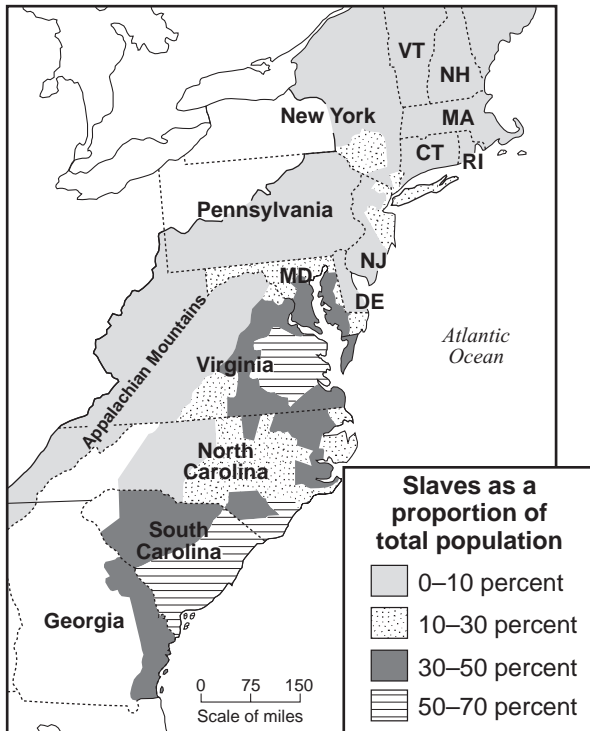 VT
NH
New York
MA
CT
RI
Pennsylvania
NJ
MD
DE
Appalachian Mountains
Atlantic
Ocean
Virginia
North
Carolina
South
Carolina
Georgia
0 75 150
Scale of miles
Slaves as a
proportion of
total population
0–10 percent
10–30 percent
30–50 percent
50–70 percent